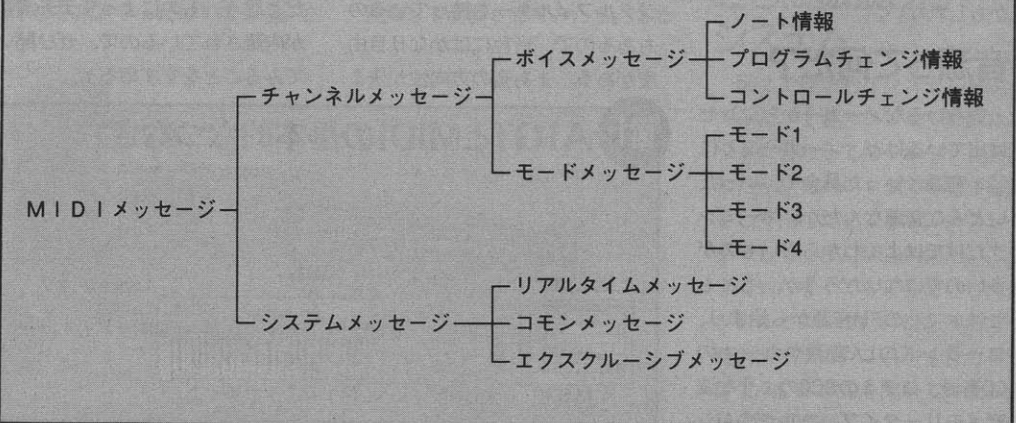 ノート情報
ボイスメッセージ
プログラムチェンジ情報
チャンネルメッセージ
コントロールチェンジ情報
モード1
モードメッセージ
モード2
モード3
ＭＩＤＩメッセージ
モード4
リアルタイムメッセージ
システムメッセージ
コモンメッセージ
エクスクルーシブメッセージ